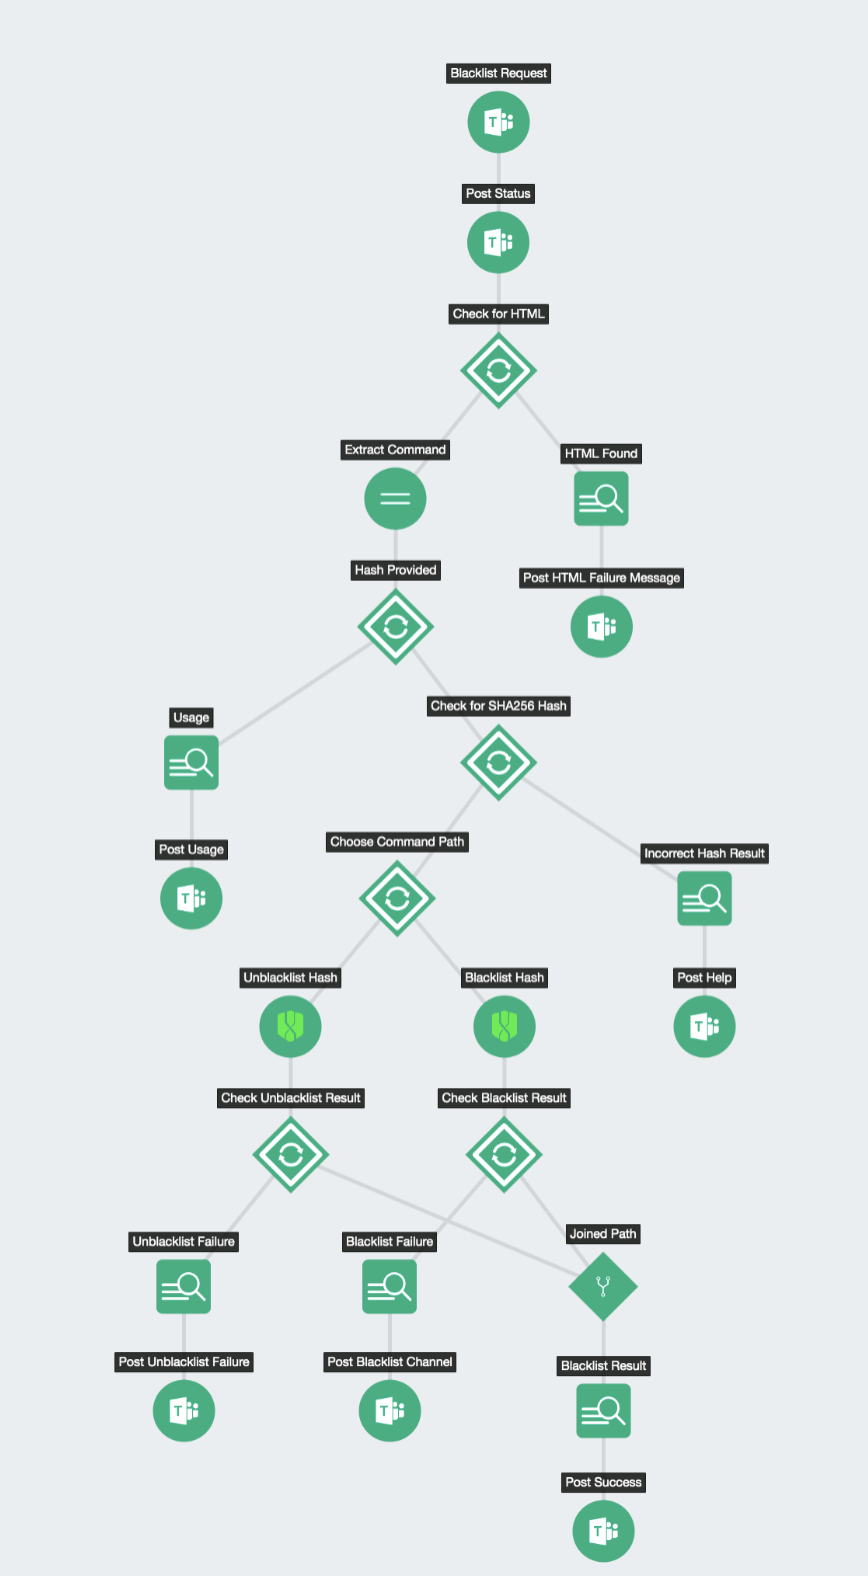 Blacklist Request
T
Post Status
T
Check for HTML
Extract Command
HTML Found
Hash Provided
Post HTML Failure Message
T
Check for SHA256 Hash
Usage
Choose Command Path
Post Usage
Incorrect Hash Result
T
Unblacklist Hash
Blacklist Hash
Post Help
T
Check Unblacklist Result
Check Blacklist Result
Joined Path
Unblacklist Failure
Blacklist Failure
Post Unblacklist Failure
Post Blacklist Channel
Blacklist Result
T
T
Post Success
T